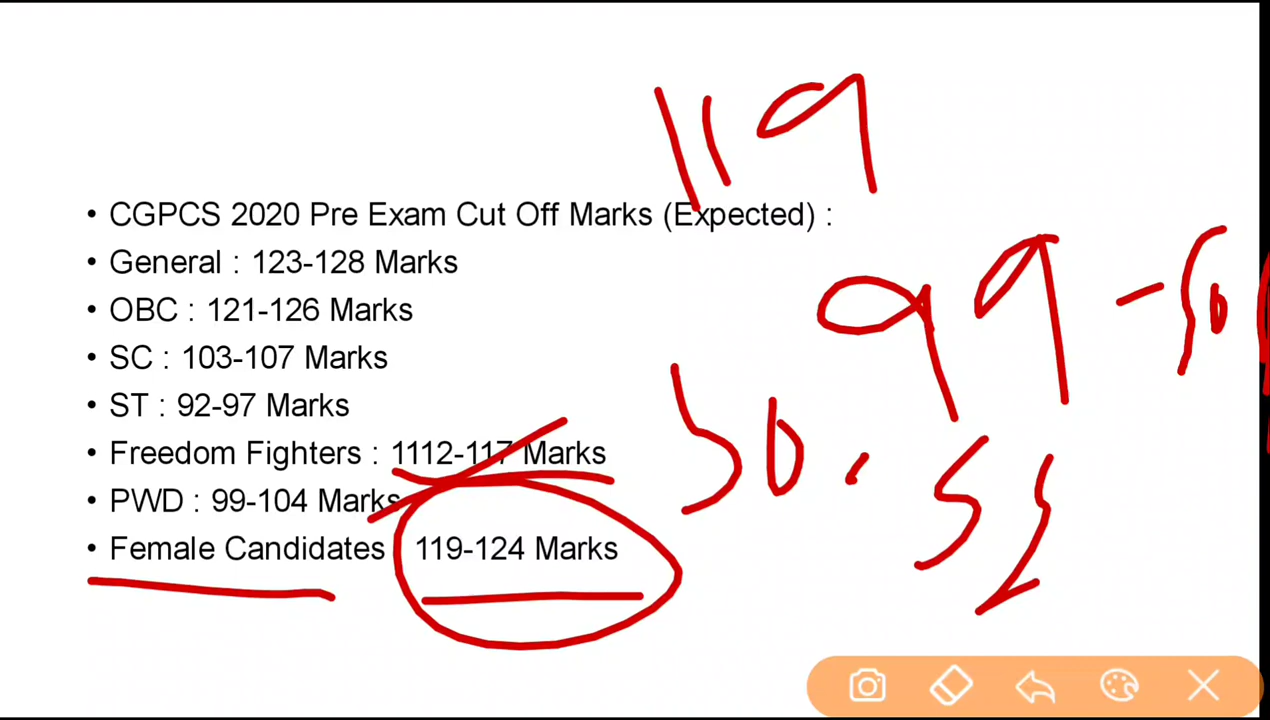 119
• CGPCS 2020 Pre Exam Cut Off Marks (Expected) :
• General : 123-128 Marks
• OBC : 121-126 Marks
99 - 50
• SC : 103-107 Marks
• ST : 92-97 Marks
• Freedom Fighters : 1112-117 Marks
50 .
• PWD : 99-104 Marks
• Female Candidates 119-124 Marks